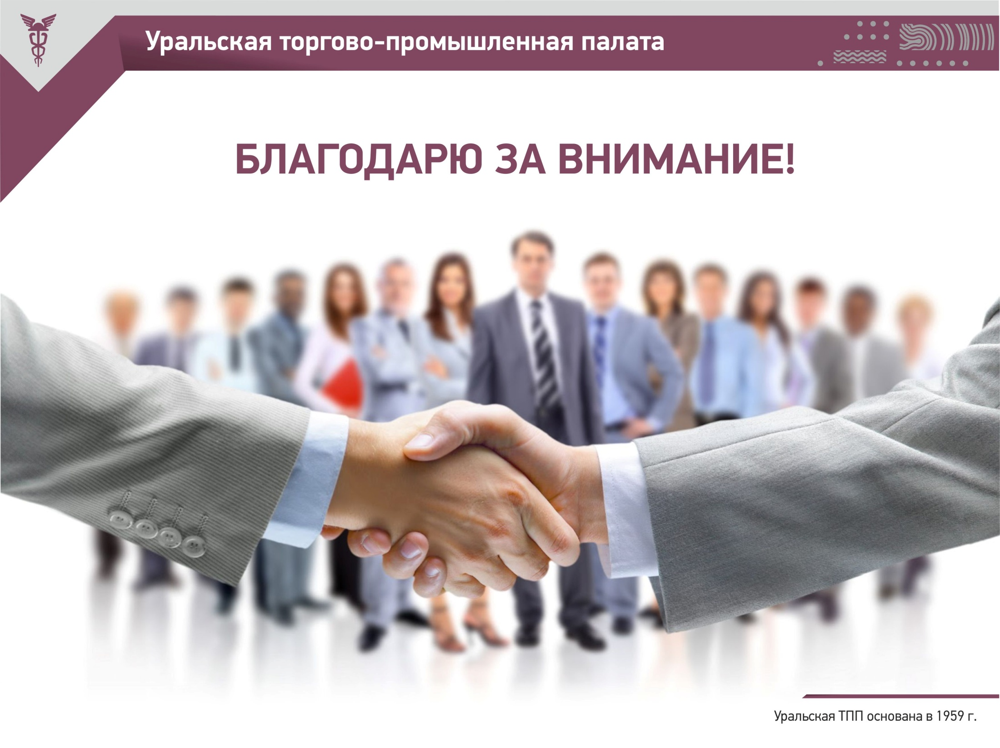 Уральская торгово-промышленная палата
БЛАГОДАРЮ ЗА ВНИМАНИЕ!
Уральская ТПП основана в 1959 г.